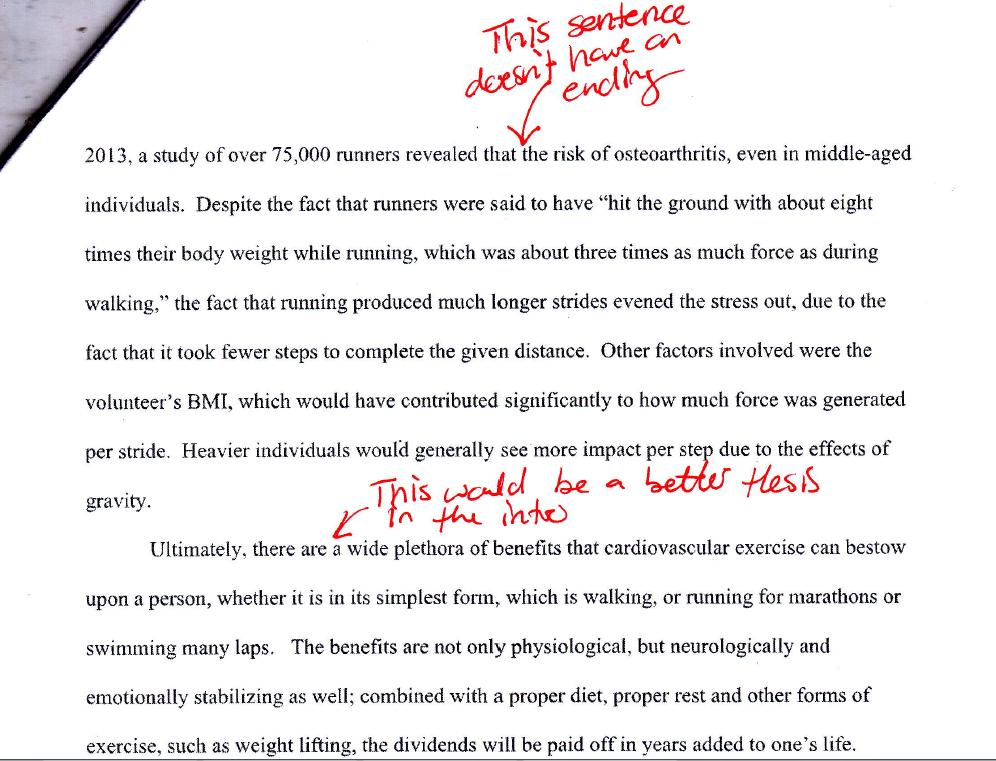 This sentence
doesn't have an
ending
2013, a study of over 75,000 runners revealed that the risk of osteoarthritis, even in middle-aged
individuals.  Despite the fact that runners were said to have “hit the ground with about eight
times their body weight while running, which was about three times as much force as during
walking,” the fact that running produced much longer strides evened the stress out, due to the
fact that it took fewer steps to complete the given distance.  Other factors involved were the
volunteer’s BMI, which would have contributed significantly to how much force was generated
per stride.  Heavier individuals would generally see more impact per step due to the effects of
gravity.
This would be a better thesis
in the intro
Ultimately, there are a wide plethora of benefits that cardiovascular exercise can bestow
upon a person, whether it is in its simplest form, which is walking, or running for marathons or
swimming many laps.   The benefits are not only physiological, but neurologically and
emotionally stabilizing as well; combined with a proper diet, proper rest and other forms of
exercise, such as weight lifting, the dividends will be paid off in years added to one’s life.